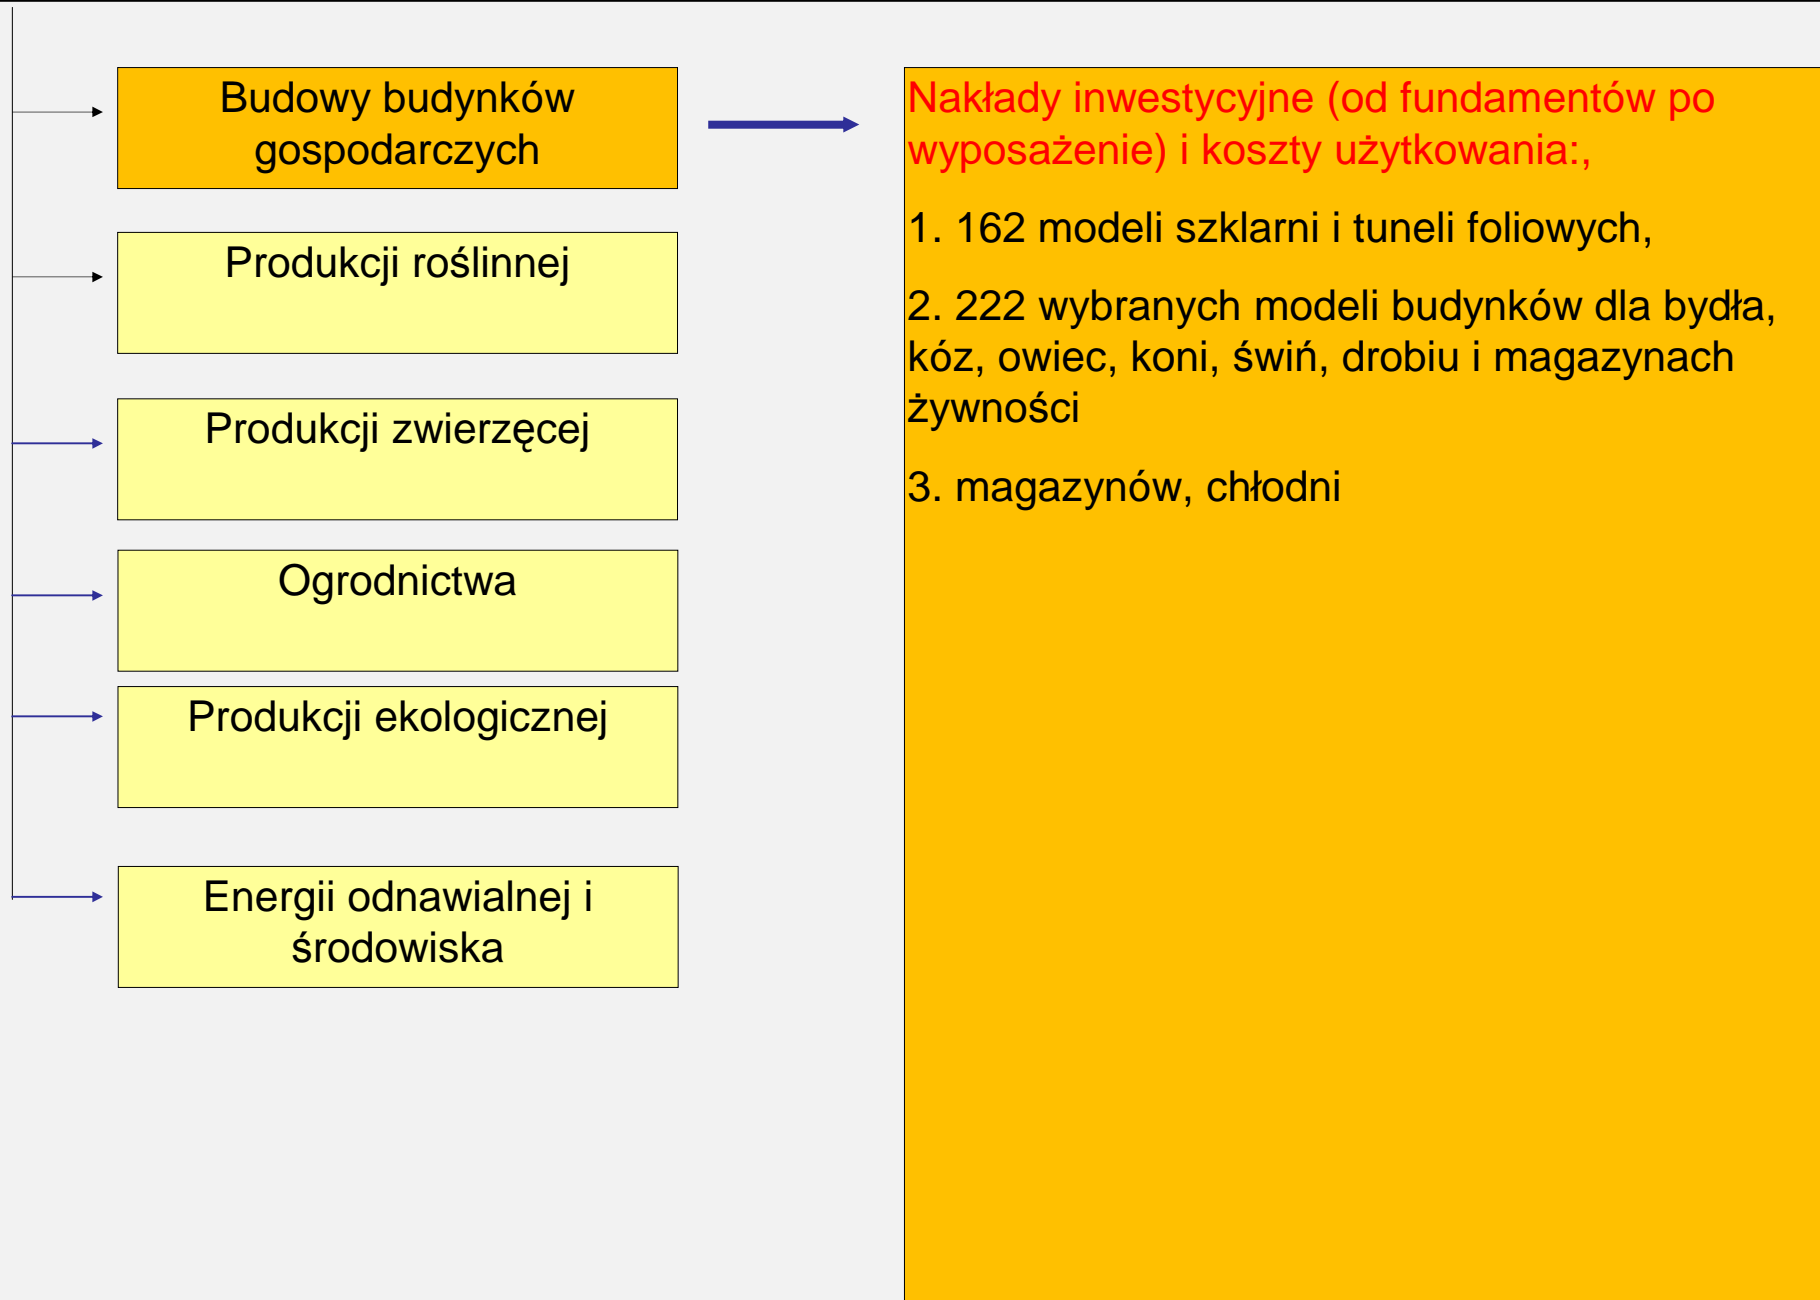 Budowy budynków
gospodarczych
Produkcji roślinnej
Produkcji zwierzęcej
Ogrodnictwa
Produkcji ekologicznej
Energii odnawialnej i
środowiska
Nakłady inwestycyjne (od fundamentów po
wyposażenie) i koszty użytkowania:,
1. 162 modeli szklarni i tuneli foliowych,
2. 222 wybranych modeli budynków dla bydła,
kóz, owiec, koni, świń, drobiu i magazynach
żywności
3. magazynów, chłodni